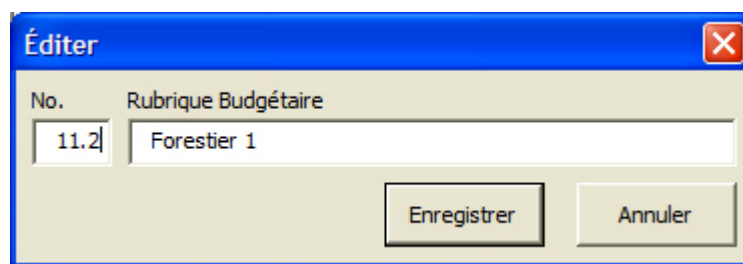 Éditer
No. Rubrique Budgétaire
11.2 Forestier 1
Enregistrer Annuler